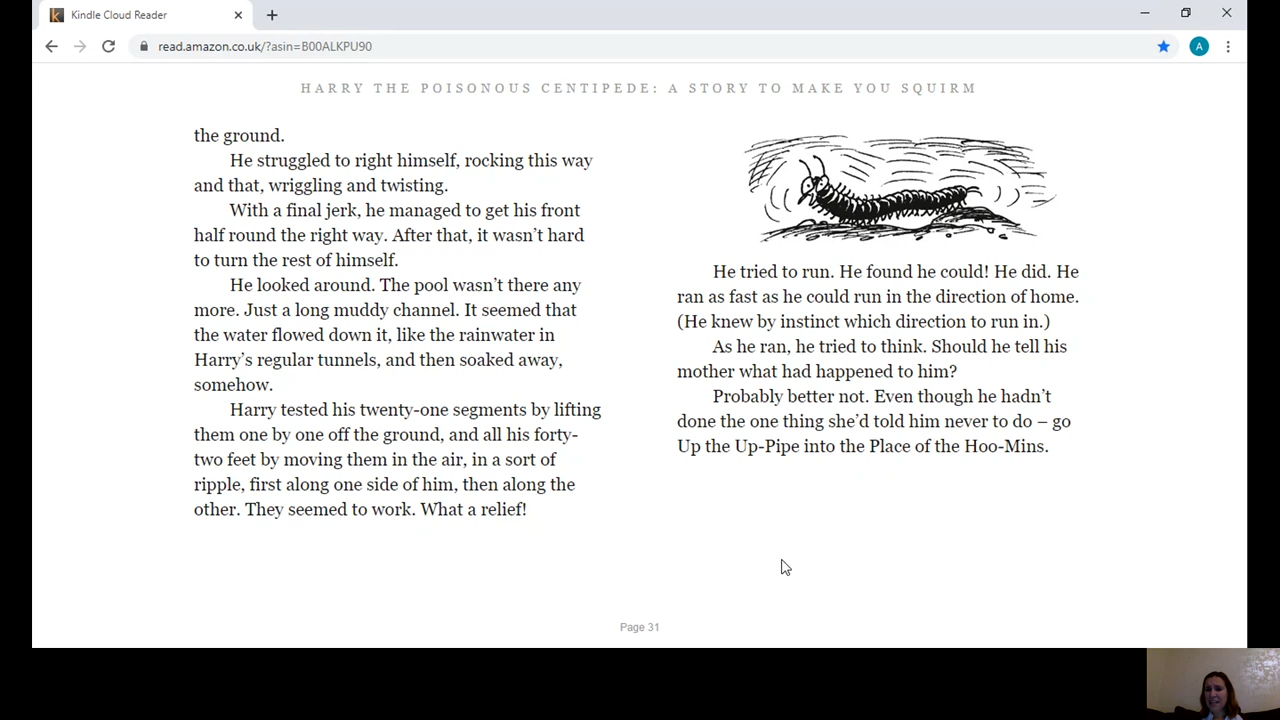 Kindle Cloud Reader
read.amazon.co.uk/?asin=B00ALKPU90
A
HARRY THE POISONOUS CENTIPEDE: A STORY TO MAKE YOU SQUIRM
the ground.
He struggled to right himself, rocking this way
and that, wriggling and twisting.
With a final jerk, he managed to get his front
half round the right way. After that, it wasn't hard
to turn the rest of himself.
He looked around. The pool wasn't there any
more. Just a long muddy channel. It seemed that
the water flowed down it, like the rainwater in
Harry's regular tunnels, and then soaked away,
somehow.
Harry tested his twenty-one segments by lifting
them one by one off the ground, and all his forty-
two feet by moving them in the air, in a sort of
ripple, first along one side of him, then along the
other. They seemed to work. What a relief!
He tried to run. He found he could! He did. He
ran as fast as he could run in the direction of home.
(He knew by instinct which direction to run in.)
As he ran, he tried to think. Should he tell his
mother what had happened to him?
Probably better not. Even though he hadn't
done the one thing she'd told him never to do – go
Up the Up-Pipe into the Place of the Hoo-Mins.
Page 31